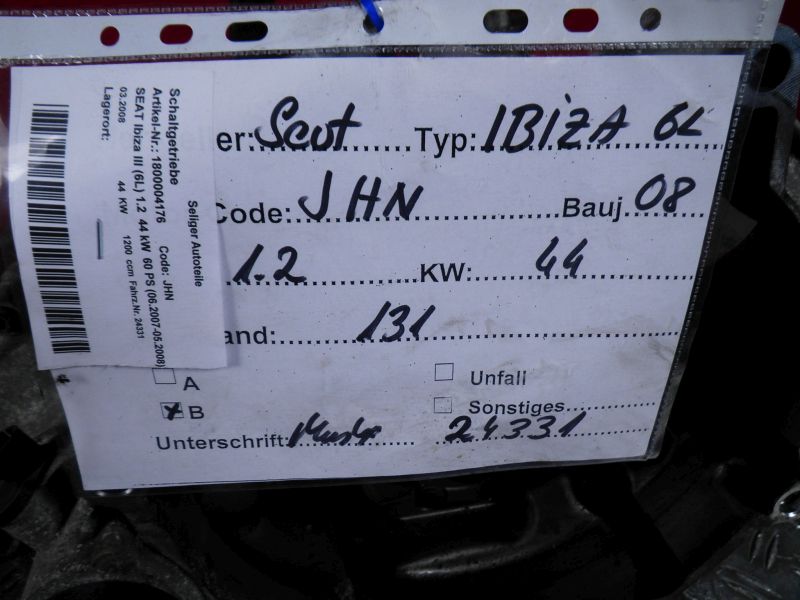 Schaltgetriebe
Seliger Autoteile
Artikel-Nr.: 1800004176 Code: JHN
SEAT Ibiza III (6L) 1.2 44 kW 60 PS (06.2007-05.2008)
03.2008 44 KW 1200 ccm Fahrz.Nr. 24331
Lagerort:
er: Seat Typ: IBIZA 6L
Code: JHN Bauj. 08
1.2 KW: 44
and: 131
A Unfall
B Sonstiges
Unterschrift: 24331